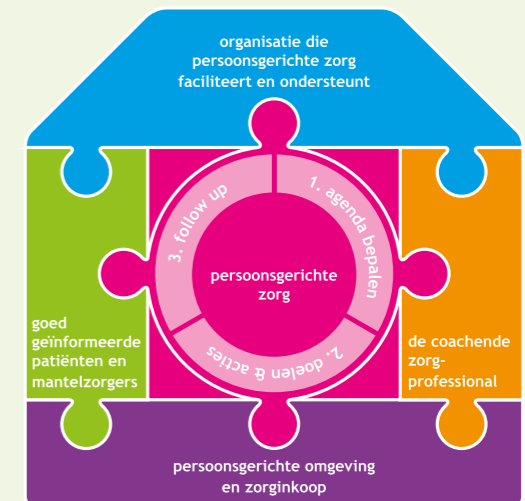 organisatie die
persoonsgerichte zorg
faciliteert en ondersteunt
1. agenda bepalen
3. follow up
persoonsgerichte
zorg
2. doelen & acties
goed
geïnformeerde
patiënten en
mantelzorgers
de coachende
zorg-
professional
persoonsgerichte omgeving
en zorginkoop